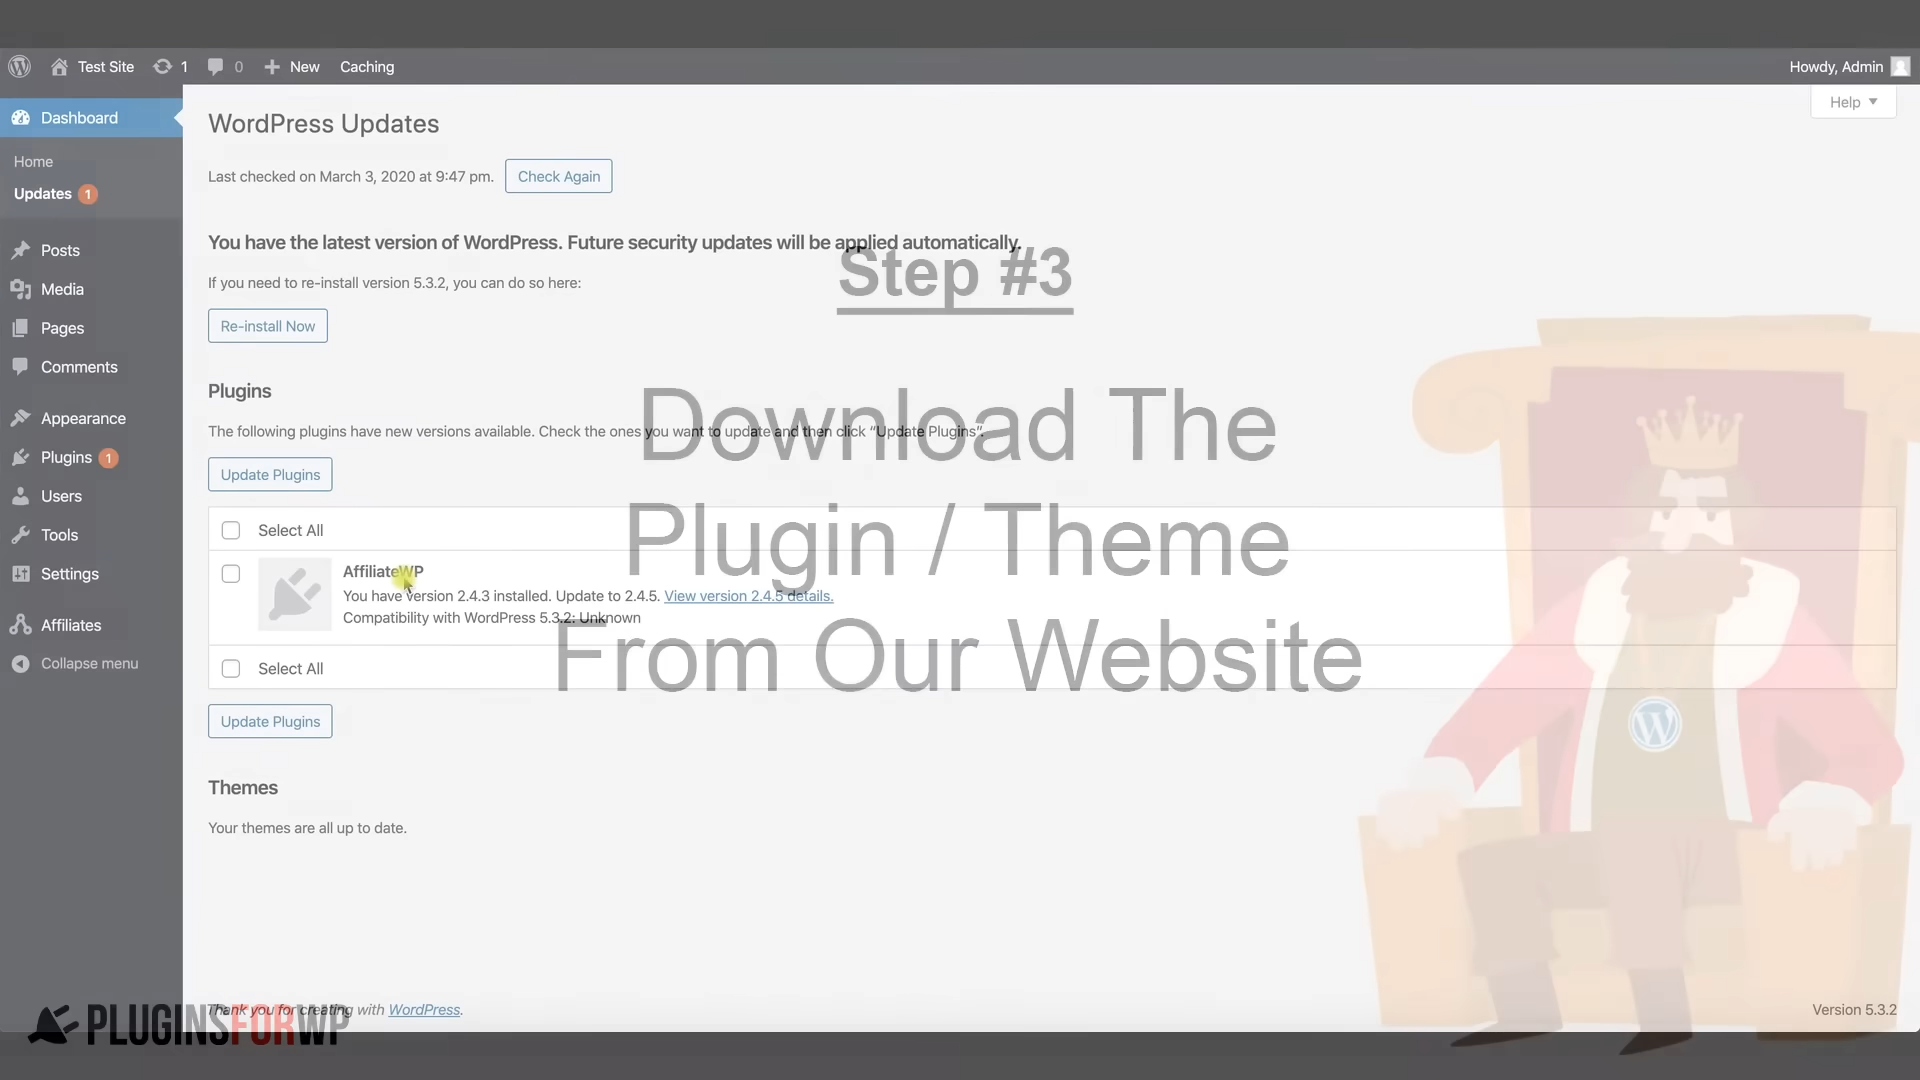 Test Site
1
0
New
Caching
Howdy, Admin
Help
Dashboard
Home
Updates 1
Posts
Media
Pages
Comments
Appearance
Plugins 1
Users
Tools
Settings
Affiliates
Collapse menu
WordPress Updates
Last checked on March 3, 2020 at 9:47 pm.
Check Again
You have the latest version of WordPress. Future security updates will be applied automatically.
If you need to re-install version 5.3.2, you can do so here:
Re-install Now
Plugins
The following plugins have new versions available. Check the ones you want to update and then click “Update Plugins”.
Update Plugins
Select All
AffiliateWP
You have version 2.4.3 installed. Update to 2.4.5. View version 2.4.5 details.
Compatibility with WordPress 5.3.2: Unknown
Select All
Update Plugins
Themes
Your themes are all up to date.
Thank you for creating with WordPress.
Version 5.3.2
Step #3
Download The
Plugin / Theme
From Our Website
PLUGINSFORWP